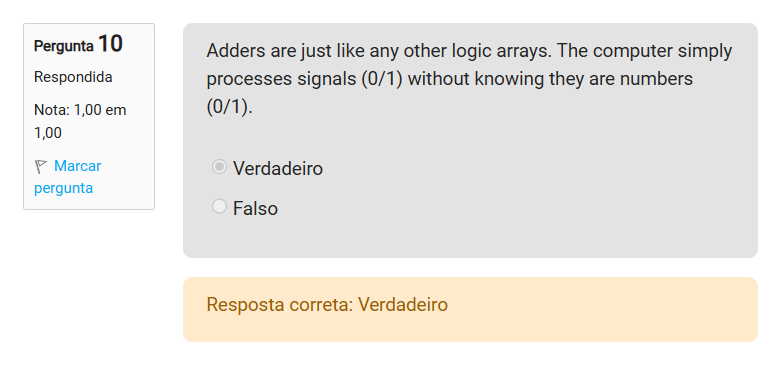 Pergunta 10
Respondida
Nota: 1,00 em
1,00
Marcar
pergunta
Adders are just like any other logic arrays. The computer simply
processes signals (0/1) without knowing they are numbers
(0/1).
Verdadeiro
Falso
Resposta correta: Verdadeiro